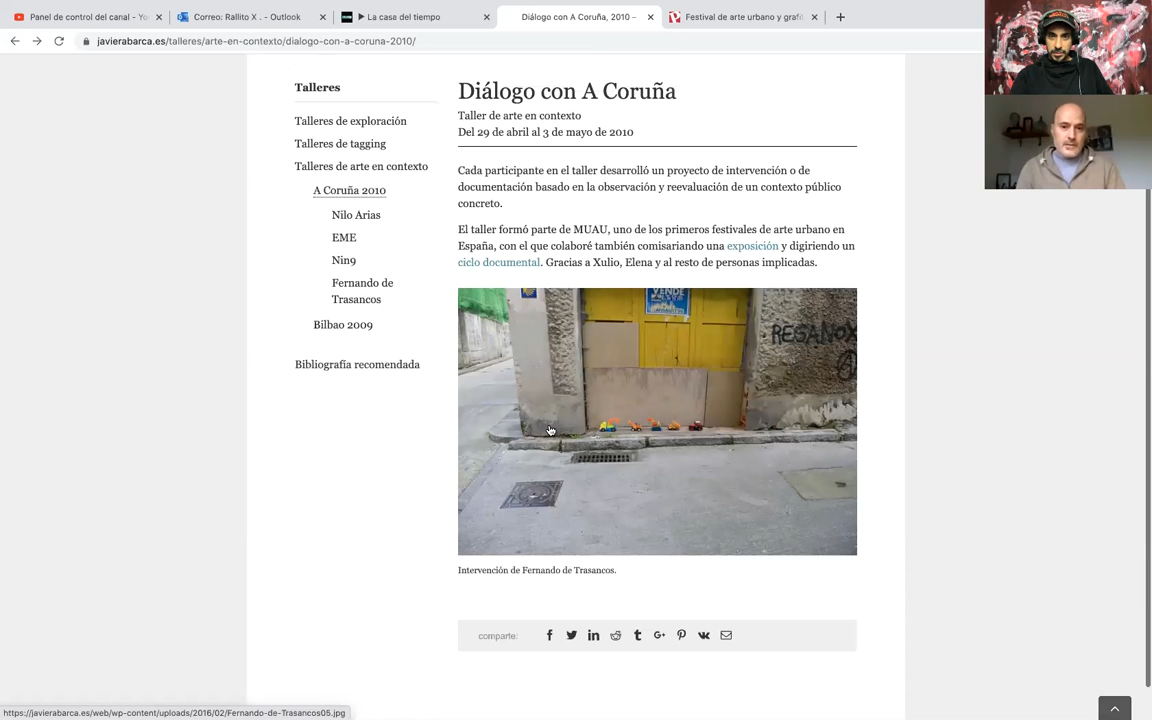 Panel de control del canal - Yo
Correo: Rallito X . - Outlook
La casa del tiempo
Diálogo con A Coruña, 2010 –
Festival de arte urbano y grafi
javierabarca.es/talleres/arte-en-contexto/dialogo-con-a-coruna-2010/
Talleres
Talleres de exploración
Talleres de tagging
Talleres de arte en contexto
A Coruña 2010
Nilo Arias
EME
Nin9
Fernando de
Trasancos
Bilbao 2009
Bibliografía recomendada
Diálogo con A Coruña
Taller de arte en contexto
Del 29 de abril al 3 de mayo de 2010
Cada participante en el taller desarrolló un proyecto de intervención o de
documentación basado en la observación y reevaluación de un contexto público
concreto.
El taller formó parte de MUAU, uno de los primeros festivales de arte urbano en
España, con el que colaboré también comisariando una exposición y digiriendo un
ciclo documental. Gracias a Xulio, Elena y al resto de personas implicadas.
VENDE
RESANOX
Intervención de Fernando de Trasancos.
comparte:
https://javierabarca.es/web/wp-content/uploads/2016/02/Fernando-de-Trasancos05.jpg